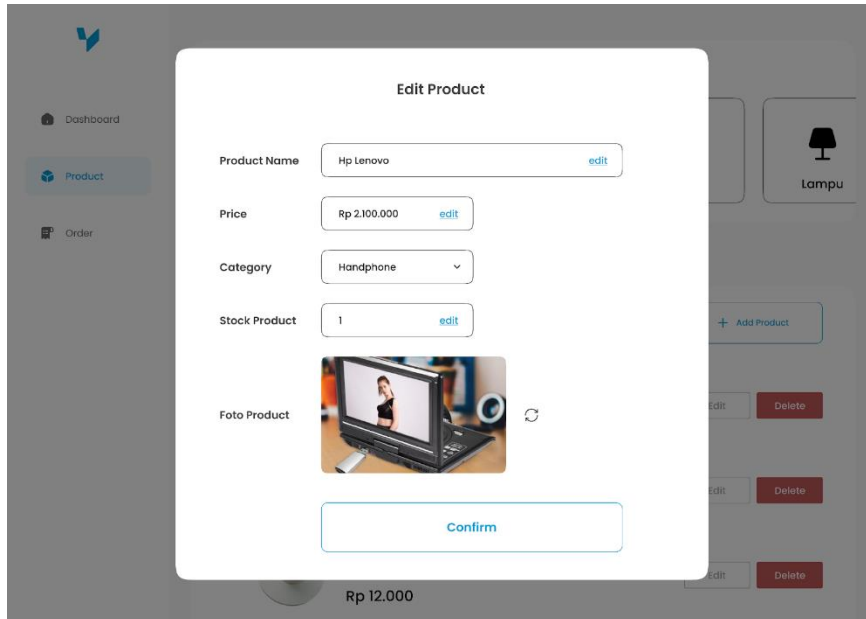 Edit Product
Dashboard
Product
Order
Product Name
Hp Lenovo
edit
Price
Rp 2.100.000
edit
Category
Handphone
Stock Product
1
edit
Foto Product
Confirm
Lampu
+ Add Product
Edit
Delete
Edit
Delete
Edit
Delete
Rp 12.000